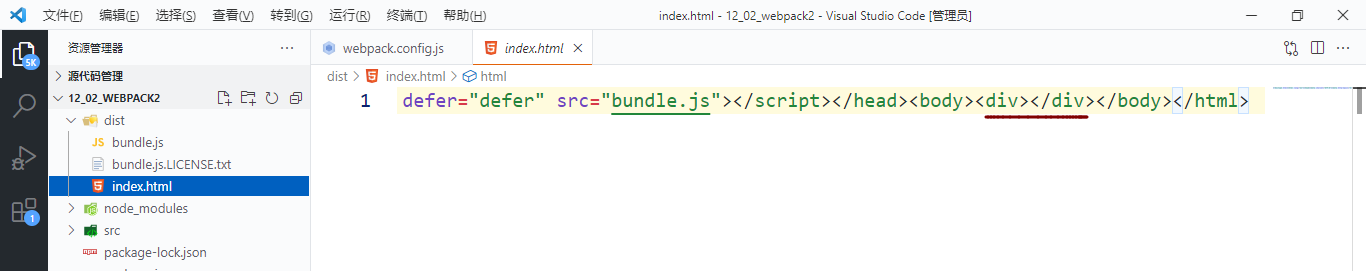 文件(F) 编辑(E) 选择(S) 查看(V) 转到(G) 运行(R) 终端(T) 帮助(H) index.html - 12_02_webpack2 - Visual Studio Code [管理员]
资源管理器 ···
webpack.config.js index.html
5K
源代码管理
dist > index.html > html
12_02_WEBPACK2
1 defer="defer" src="bundle.js"></script></head><body><div></div></body></html>
dist
JS bundle.js
bundle.js.LICENSE.txt
index.html
node_modules
1
src
package-lock.json